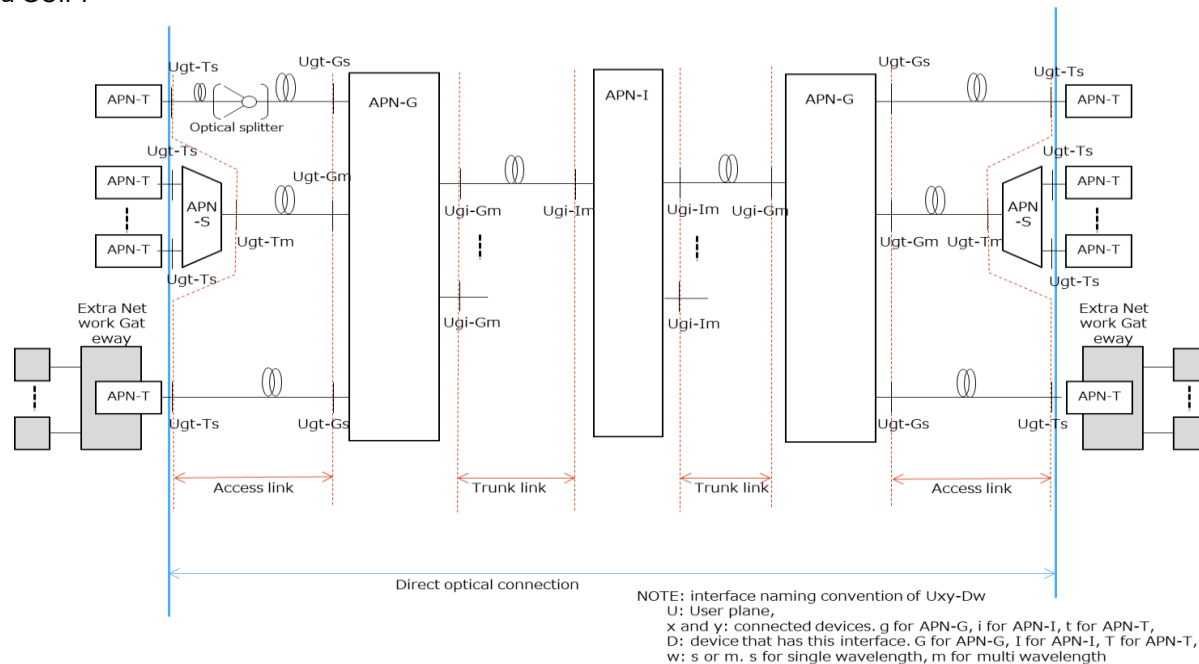 Ugt-Ts
Ugt-Gs
Ugt-Gs
Ugt-Ts
APN-T
Optical splitter
APN-G
APN-I
APN-G
APN-T
Ugt-Ts
Ugt-Ts
APN-T
APN
-S
Ugt-Gm
APN
-S
APN-T
Ugi-Gm
Ugi-Im
Ugi-Im
Ugi-Gm
APN-T
Ugt-Tm
Ugt-Gm
Ugt-Tm
APN-T
Ugt-Ts
Ugt-Ts
Extra Net
work Gat
eway
Ugi-Gm
Ugi-Im
Extra Net
work Gat
eway
APN-T
APN-T
Ugt-Ts
Ugt-Gs
Ugt-Gs
Ugt-Ts
Access link
Trunk link
Trunk link
Access link
Direct optical connection
NOTE: interface naming convention of Uxy-Dw
U: User plane,
x and y: connected devices. g for APN-G, i for APN-I, t for APN-T,
D: device that has this interface. G for APN-G, I for APN-I, T for APN-T,
w: s or m. s for single wavelength, m for multi wavelength